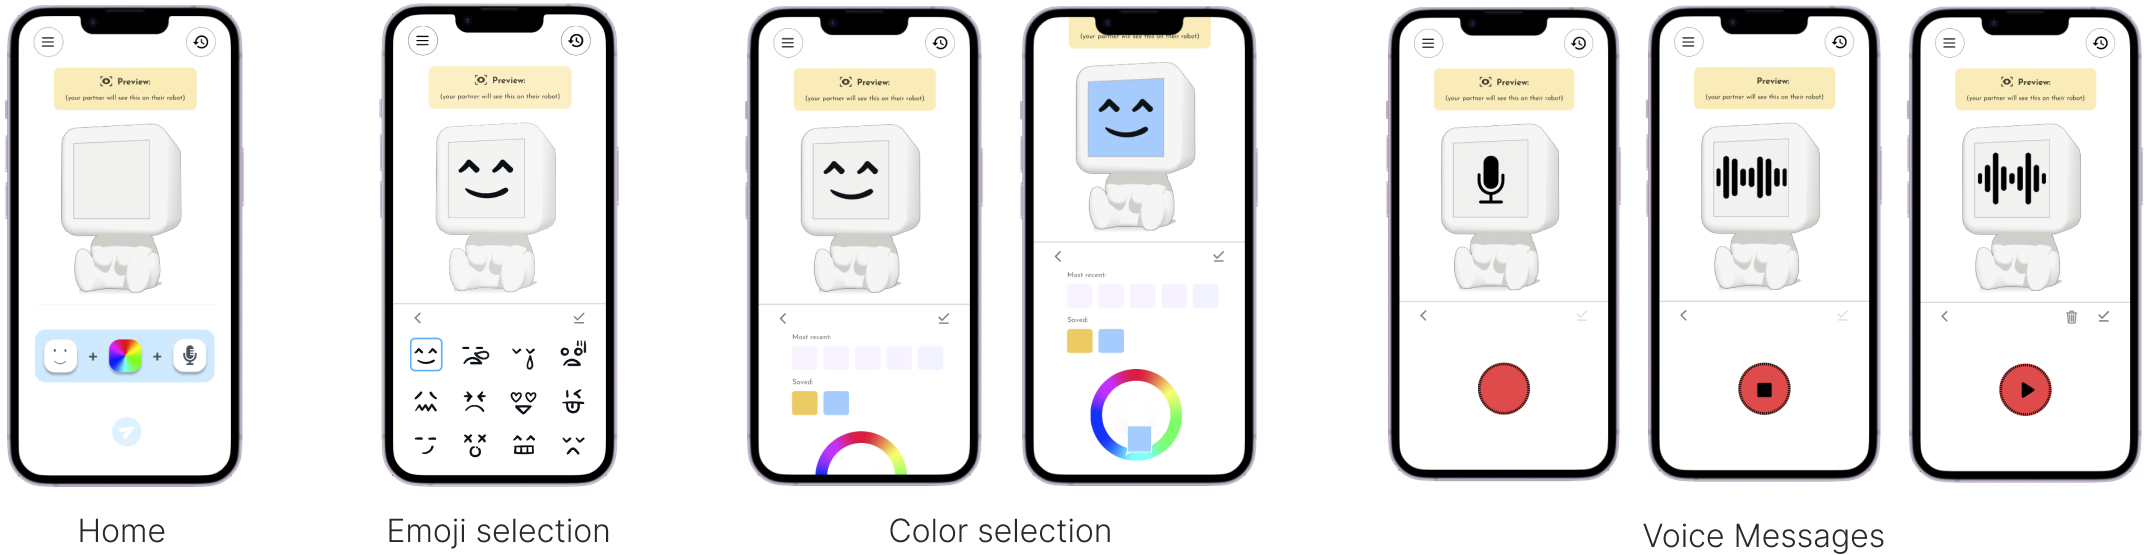 Preview:
(your partner will see this on their robot)
Home
Preview:
(your partner will see this on their robot)
Emoji selection
Preview:
(your partner will see this on their robot)
Most recent:
Saved:
(your partner will see this on their robot)
Most recent:
Saved:
Color selection
Preview:
(your partner will see this on their robot)
Preview:
(your partner will see this on their robot)
Preview:
(your partner will see this on their robot)
Voice Messages